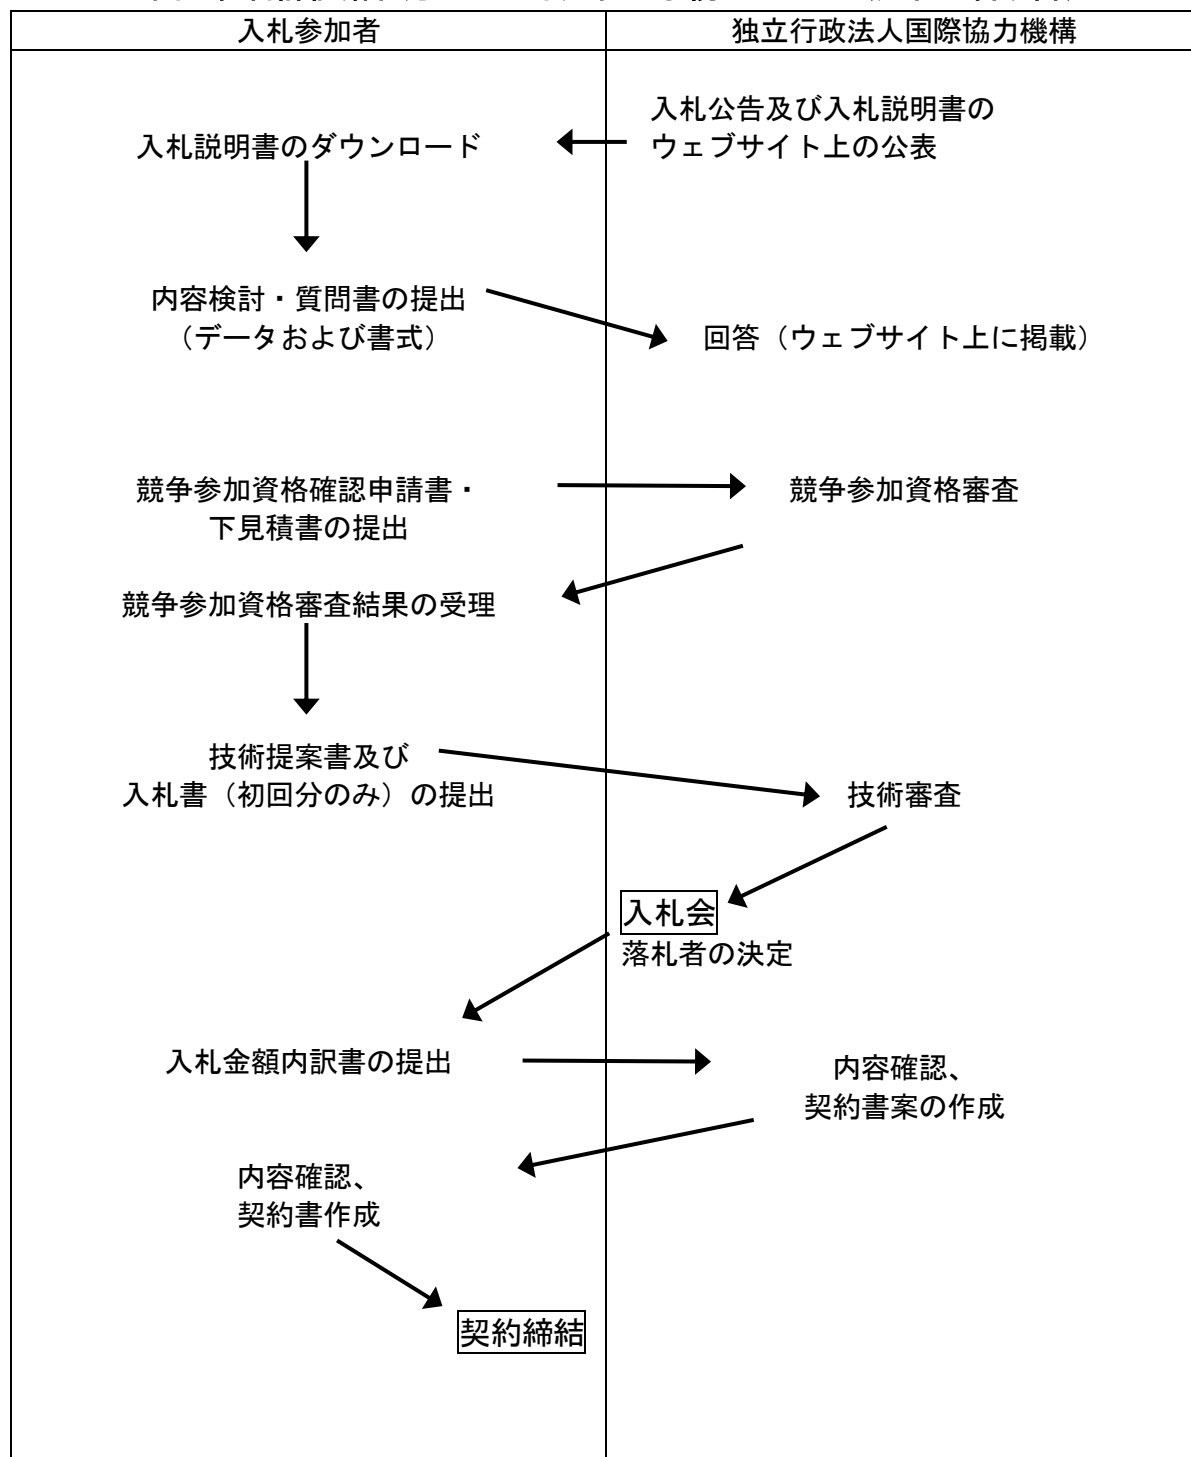 入札参加者
独立行政法人国際協力機構
入札公告及び入札説明書の
ウェブサイト上の公表
入札説明書のダウンロード
内容検討・質問書の提出
（データおよび書式）
回答（ウェブサイト上に掲載）
競争参加資格確認申請書・
下見積書の提出
競争参加資格審査
競争参加資格審査結果の受理
技術提案書及び
入札書（初回分のみ）の提出
技術審査
入札会
落札者の決定
入札金額内訳書の提出
内容確認、
契約書案の作成
内容確認、
契約書作成
契約締結